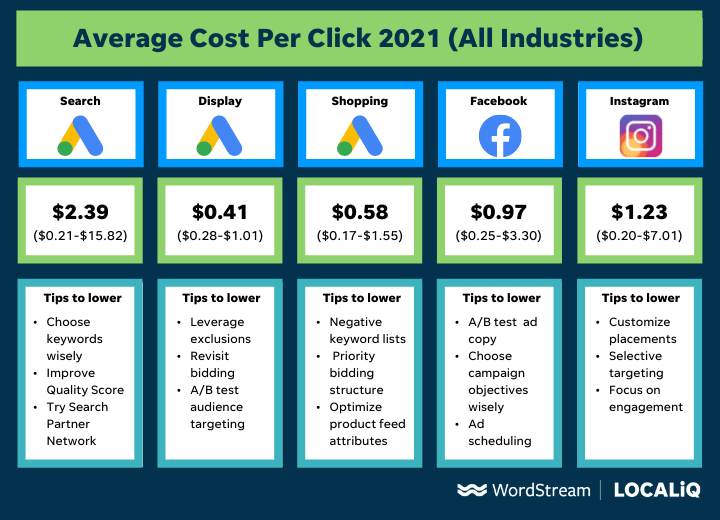 Average Cost Per Click 2021 (All Industries)
Search
Display
Shopping
Facebook
Instagram
$2.39
($0.21-$15.82)
$0.41
($0.28-$1.01)
$0.58
($0.17-$1.55)
$0.97
($0.25-$3.30)
$1.23
($0.20-$7.01)
Tips to lower
• Choose
keywords
wisely
• Improve
Quality Score
• Try Search
Partner
Network
Tips to lower
• Leverage
exclusions
• Revisit
bidding
• A/B test
audience
targeting
Tips to lower
• Negative
keyword lists
• Priority
bidding
structure
• Optimize
product feed
attributes
Tips to lower
• A/B test ad
copy
• Choose
campaign
objectives
wisely
• Ad
scheduling
Tips to lower
• Customize
placements
• Selective
targeting
• Focus on
engagement
WordStream | LOCALiQ